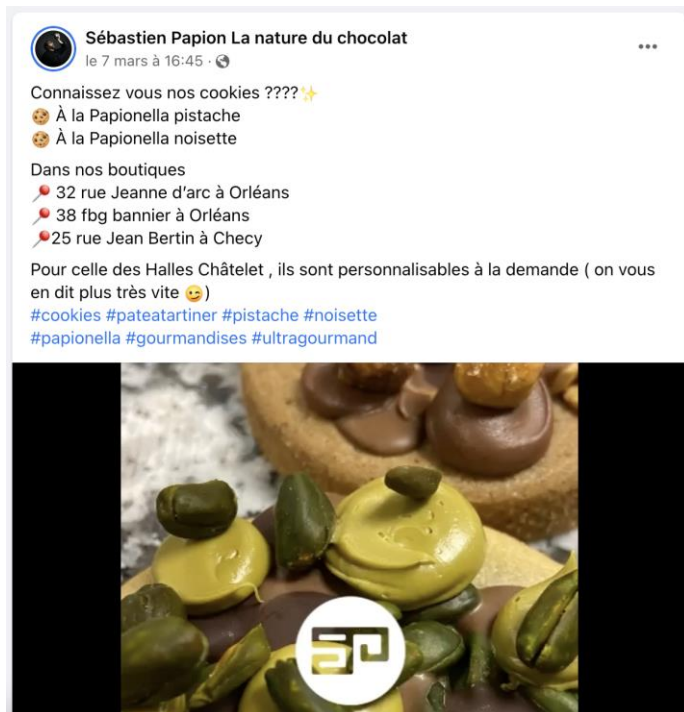 Sébastien Papion La nature du chocolat
le 7 mars à 16:45 ·
Connaissez vous nos cookies ????✨
🍪 À la Papionella pistache
🍪 À la Papionella noisette
Dans nos boutiques
📍 32 rue Jeanne d'arc à Orléans
📍 38 fbg bannier à Orléans
📍25 rue Jean Bertin à Checy
Pour celle des Halles Châtelet , ils sont personnalisables à la demande ( on vous
en dit plus très vite 😉)
#cookies #pateatartiner #pistache #noisette
#papionella #gourmandises #ultragourmand
SP